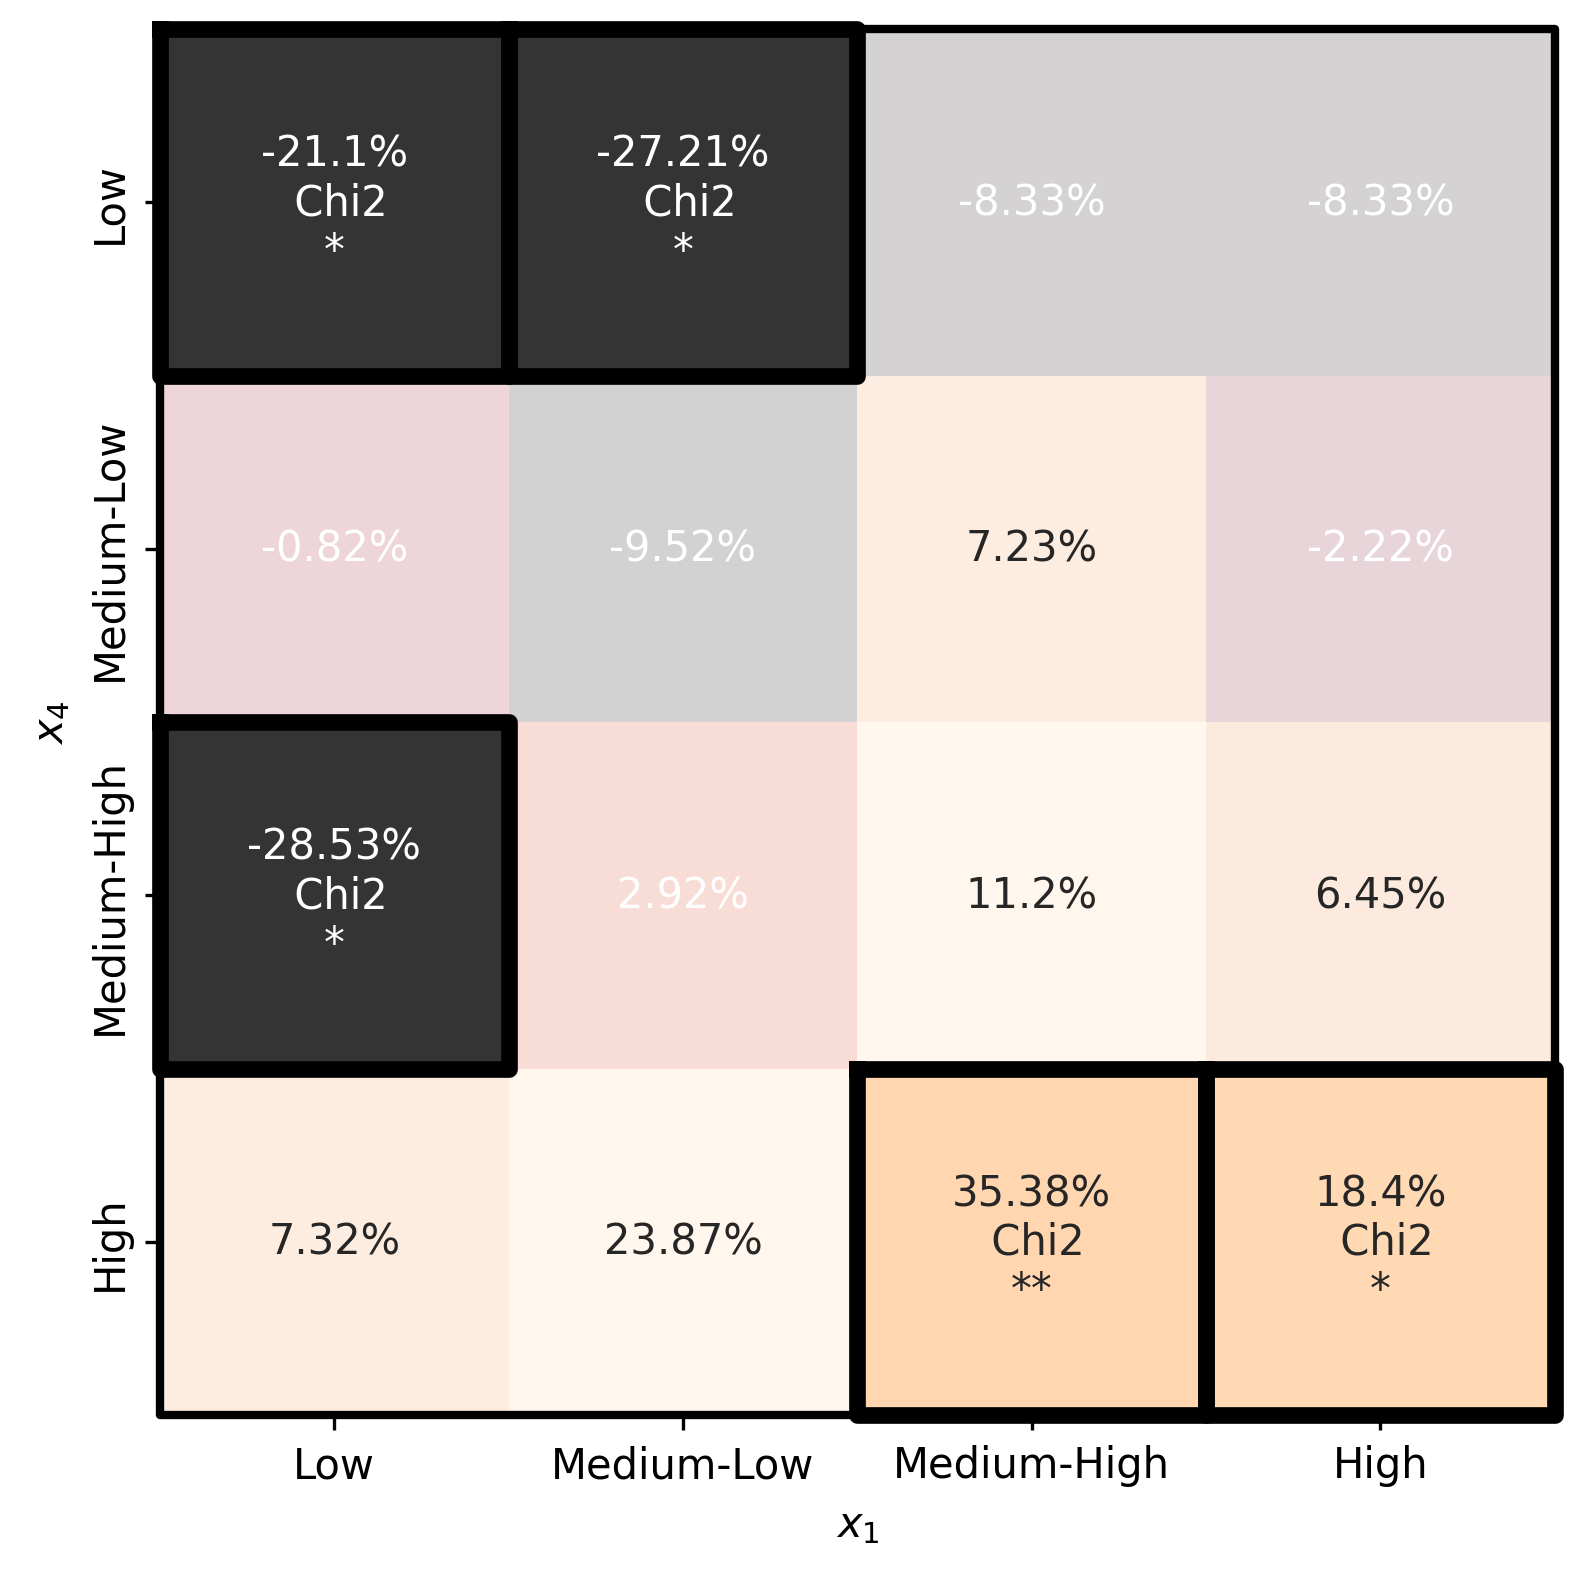 Low
-21.1%
Chi2
*
-27.21%
Chi2
*
-8.33%
-8.33%
Medium-Low
-0.82%
-9.52%
7.23%
-2.22%
x₄
Medium-High
-28.53%
Chi2
*
2.92%
11.2%
6.45%
High
7.32%
23.87%
35.38%
Chi2
**
18.4%
Chi2
*
Low
Medium-Low
Medium-High
High
x₁